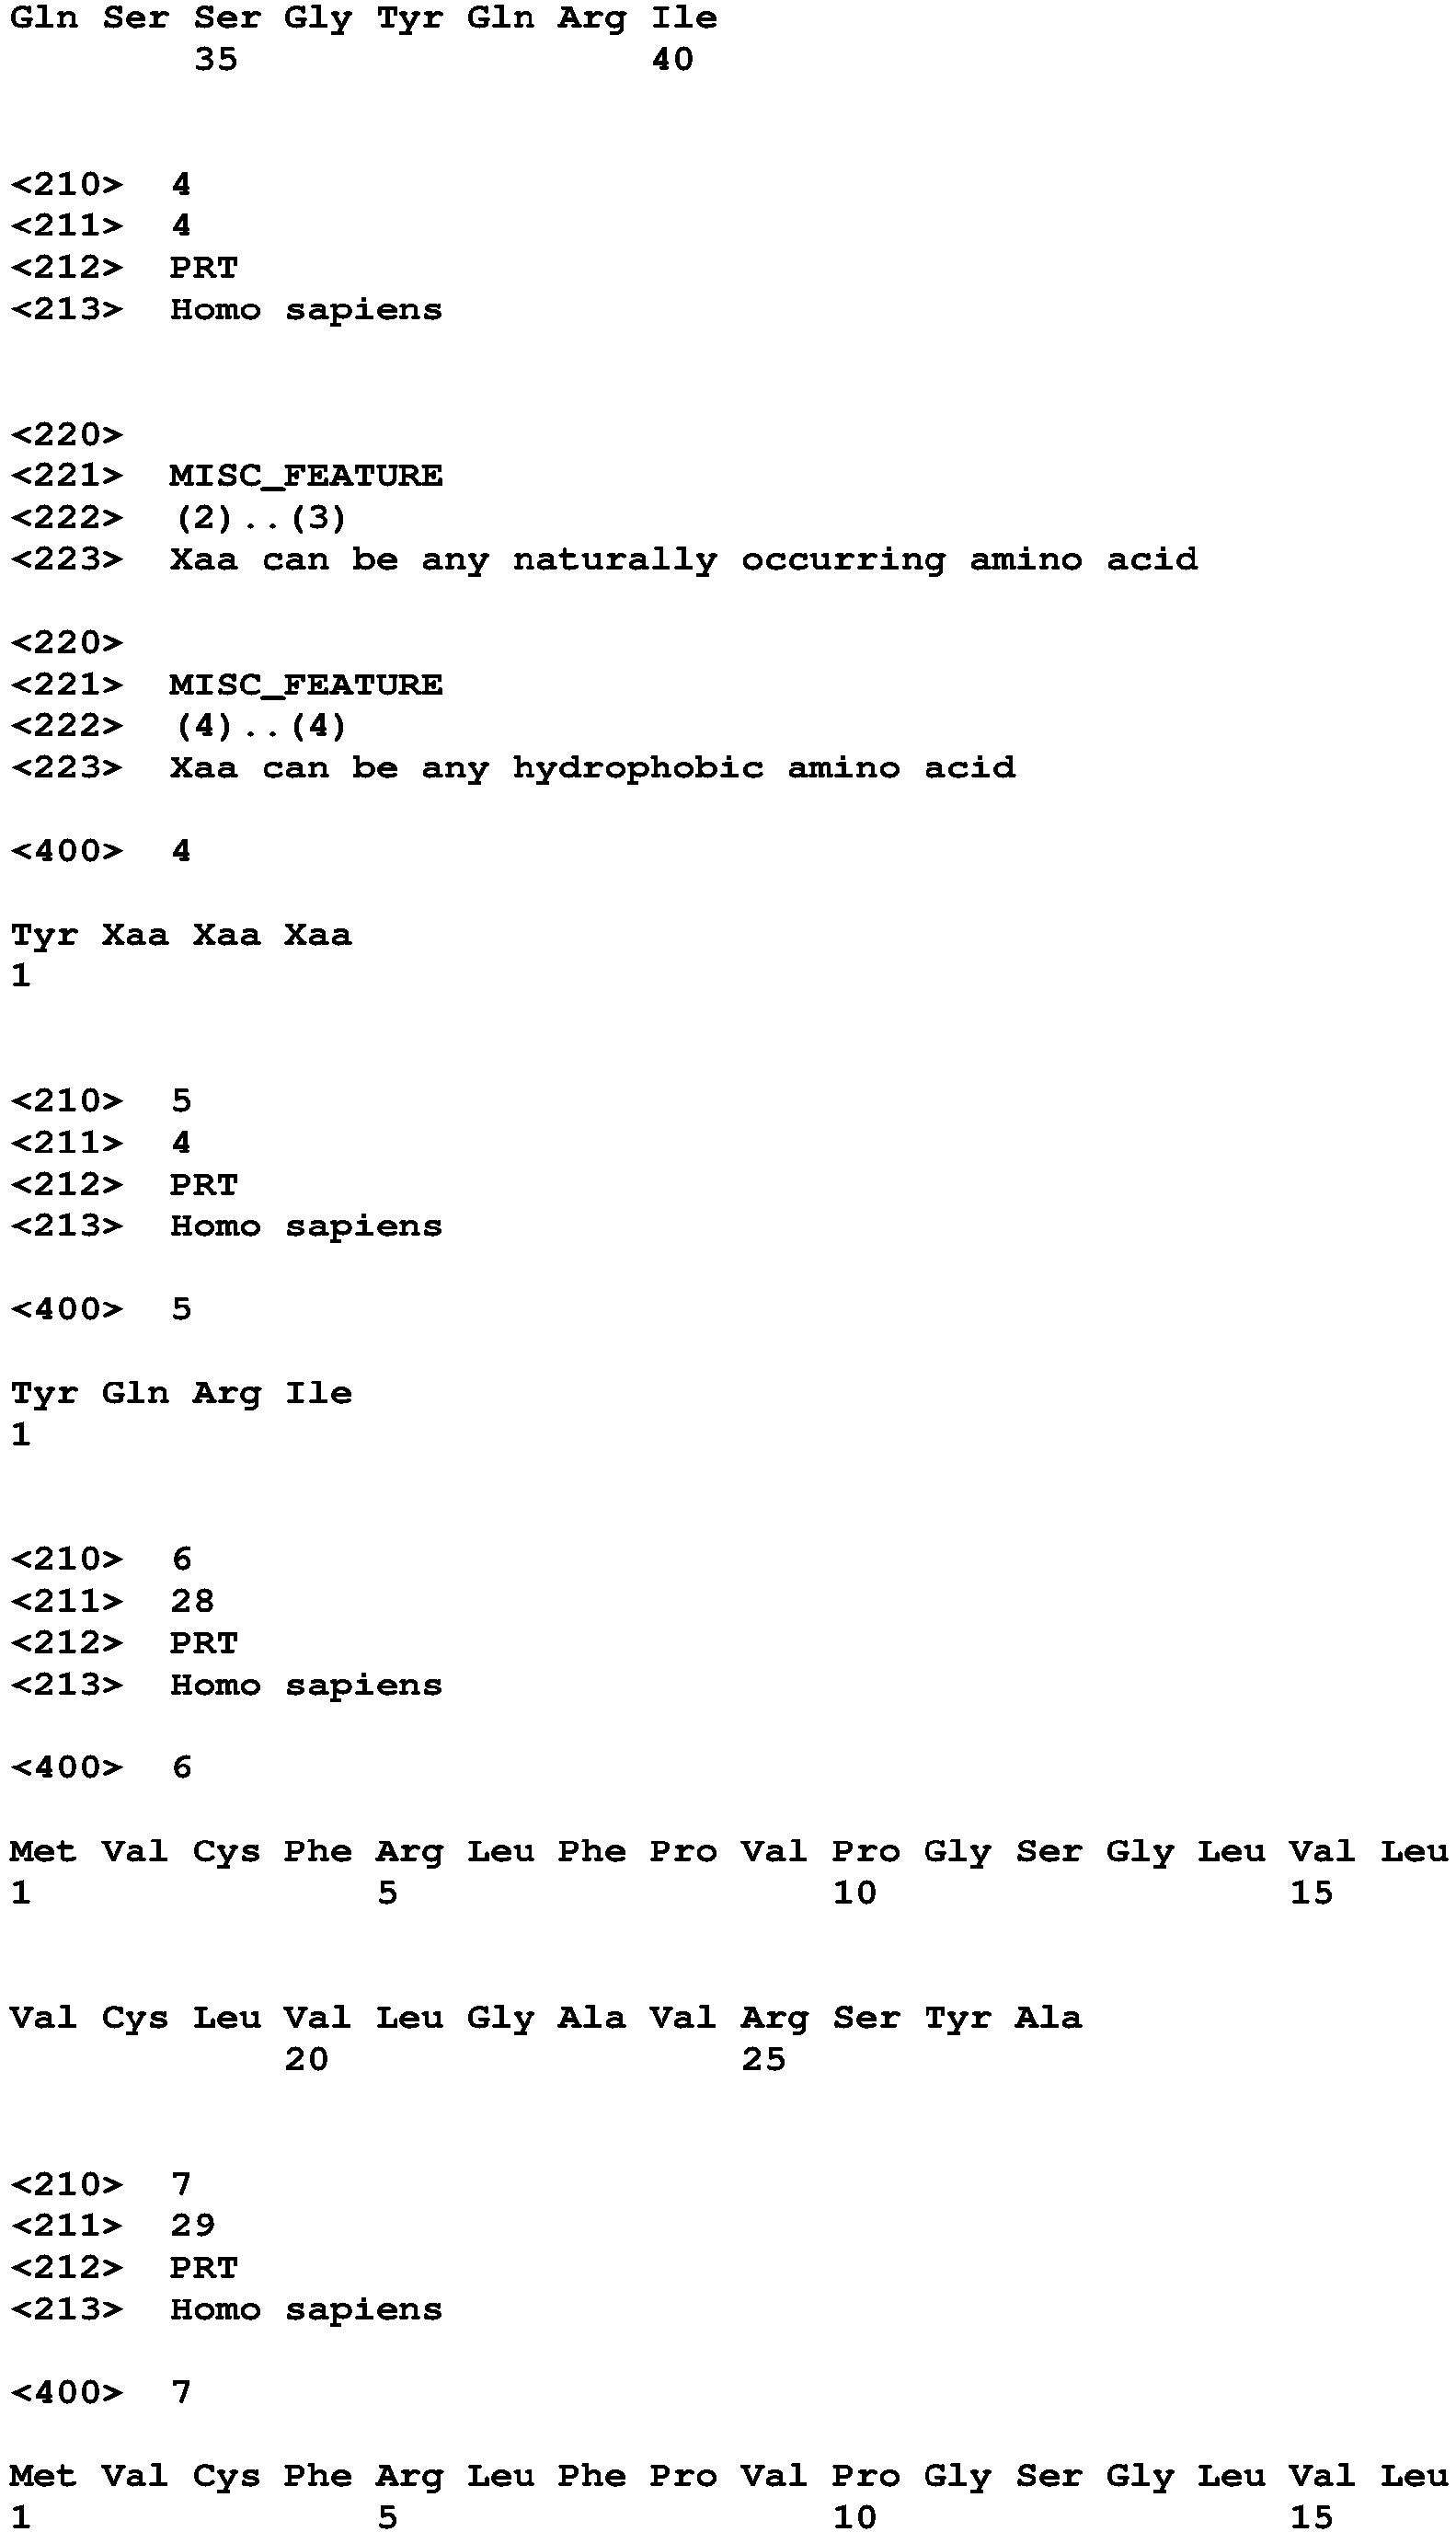 Gln Ser Ser Gly Tyr Gln Arg Ile
35 40
<210> 4
<211> 4
<212> PRT
<213> Homo sapiens
<220>
<221> MISC_FEATURE
<222> (2)..(3)
<223> Xaa can be any naturally occurring amino acid
<220>
<221> MISC_FEATURE
<222> (4)..(4)
<223> Xaa can be any hydrophobic amino acid
<400> 4
Tyr Xaa Xaa Xaa
1
<210> 5
<211> 4
<212> PRT
<213> Homo sapiens
<400> 5
Tyr Gln Arg Ile
1
<210> 6
<211> 28
<212> PRT
<213> Homo sapiens
<400> 6
Met Val Cys Phe Arg Leu Phe Pro Val Pro Gly Ser Gly Leu Val Leu
1 5 10 15
Val Cys Leu Val Leu Gly Ala Val Arg Ser Tyr Ala
20 25
<210> 7
<211> 29
<212> PRT
<213> Homo sapiens
<400> 7
Met Val Cys Phe Arg Leu Phe Pro Val Pro Gly Ser Gly Leu Val Leu
1 5 10 15